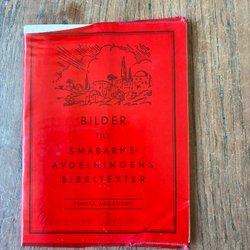 BILDER
TILL
SMÅBARNS
AVDELNINGENS
BIBELTEXTER